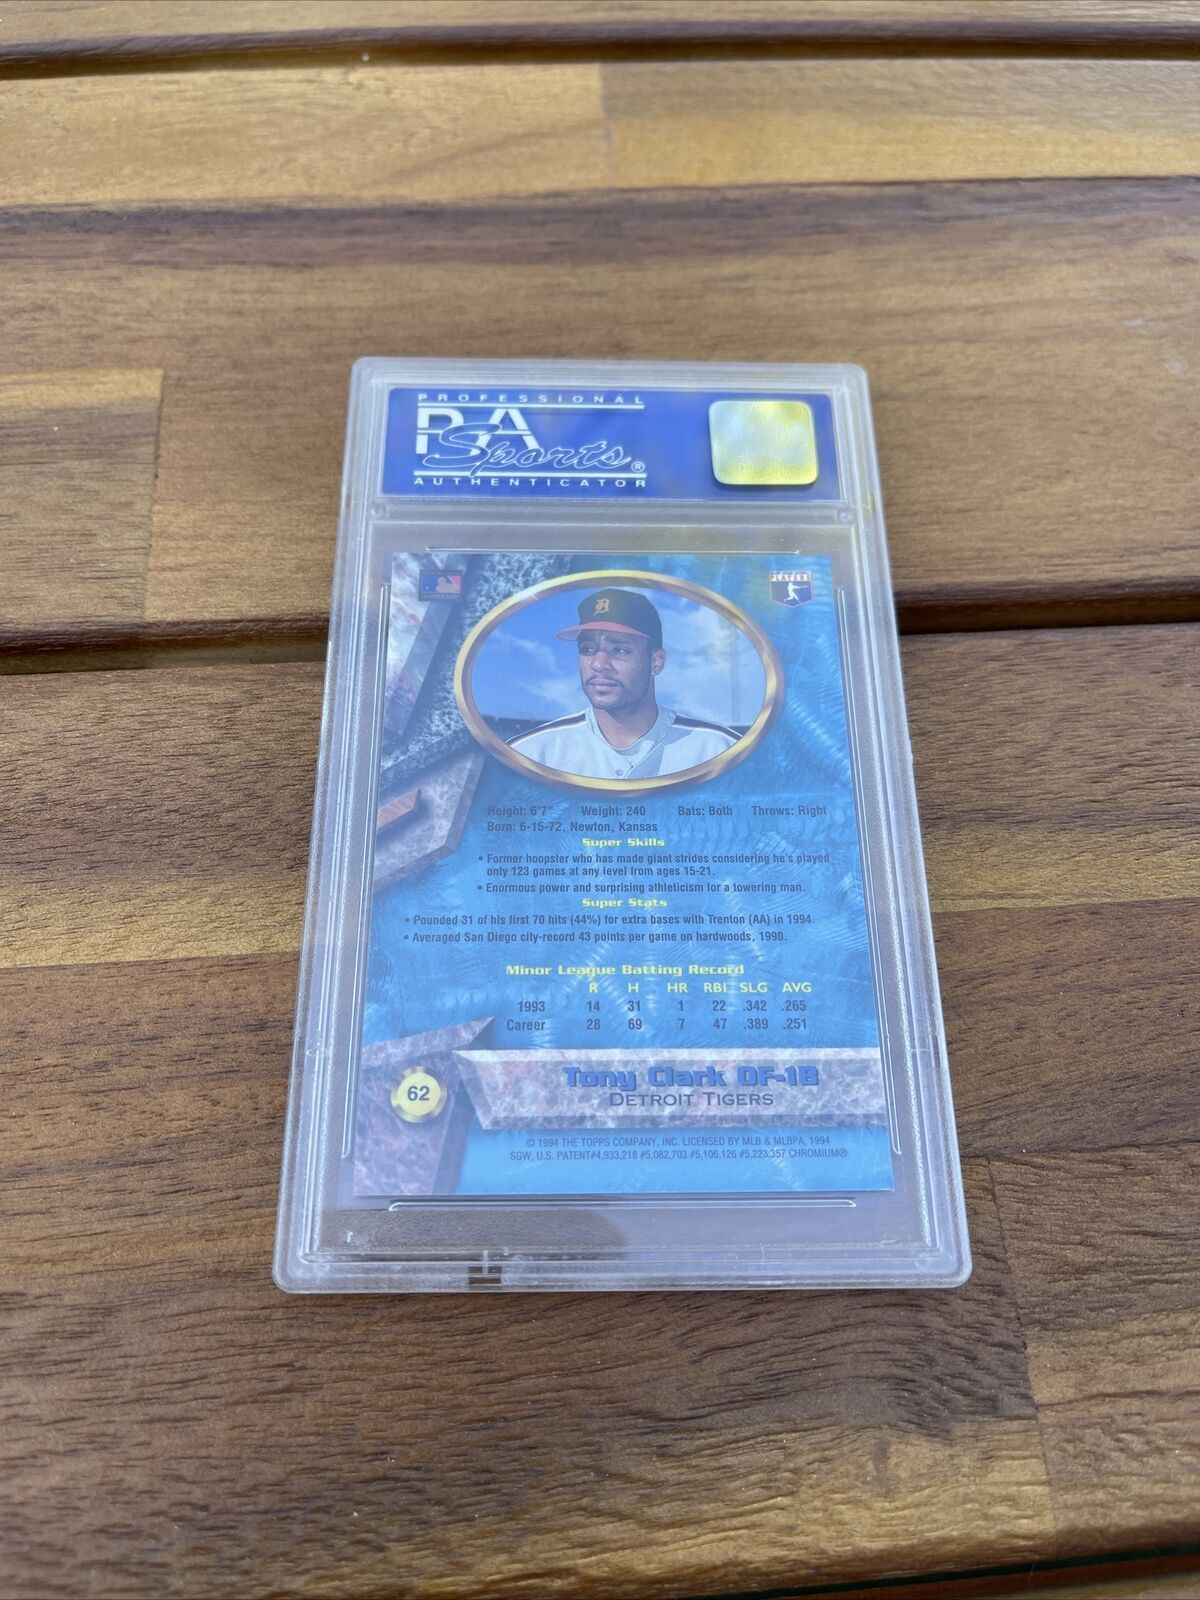 PROFESSIONAL
PSA
Sports®
AUTHENTICATOR
PLAYERS
Height: 6'7" Weight: 240 Bats: Both Throws: Right
Born: 6-15-72, Newton, Kansas
Super Skills
• Former hoopster who has made giant strides considering he's played
only 123 games at any level from ages 15-21.
• Enormous power and surprising athleticism for a towering man.
Super Stats
• Pounded 31 of his first 70 hits (44%) for extra bases with Trenton (AA) in 1994.
• Averaged San Diego city-record 43 points per game on hardwoods, 1990.
Minor League Batting Record
R H HR RBI SLG AVG
1993 14 31 1 22 .342 .265
Career 28 69 7 47 .389 .251
62
Tony Clark OF-1B
DETROIT TIGERS
© 1994 THE TOPPS COMPANY, INC. LICENSED BY MLB & MLBPA, 1994
SGW, U.S. PATENT#4,933,218 #5,082,703 #5,106,126 #5,223,357 CHROMIUM®